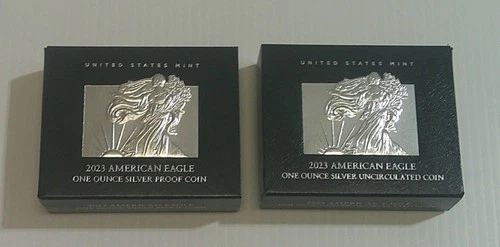 UNITED STATES MINT
2023 AMERICAN EAGLE
ONE OUNCE SILVER PROOF COIN
UNITED STATES MINT
2023 AMERICAN EAGLE
ONE OUNCE SILVER UNCIRCULATED COIN